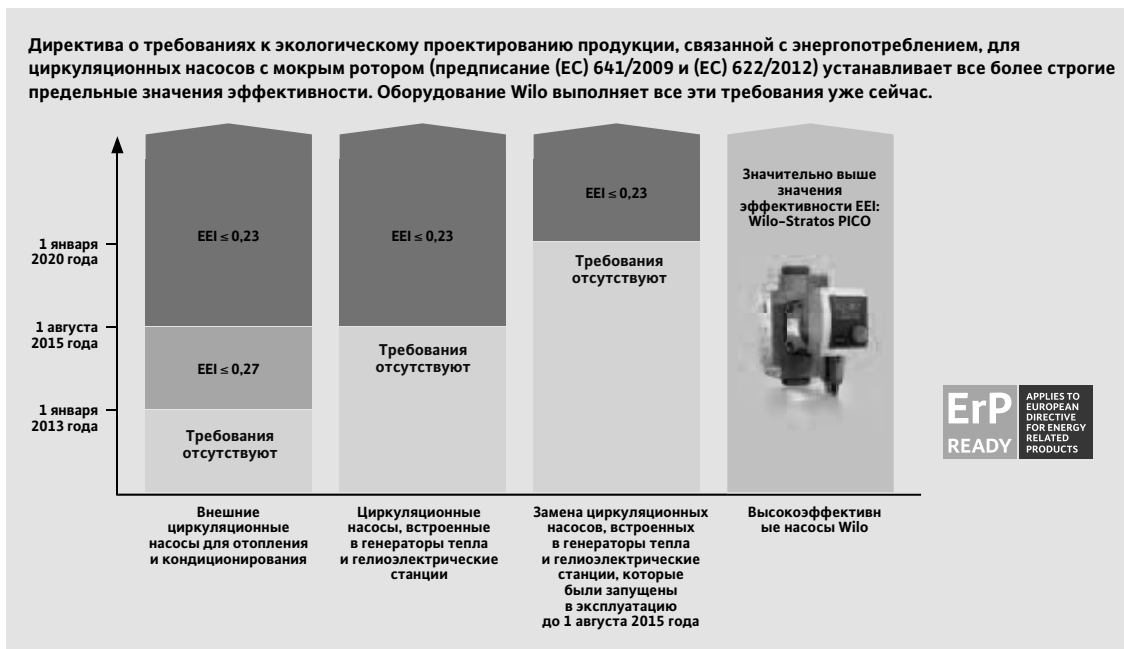 Директива о требованиях к экологическому проектированию продукции, связанной с энергопотреблением, для
циркуляционных насосов с мокрым ротором (предписание (ЕС) 641/2009 и (ЕС) 622/2012) устанавливает все более строгие
предельные значения эффективности. Оборудование Wilo выполняет все эти требования уже сейчас.
1 января
2020 года
1 августа
2015 года
1 января
2013 года
EEI ≤ 0,23
EEI ≤ 0,27
Требования
отсутствуют
EEI ≤ 0,23
Требования
отсутствуют
EEI ≤ 0,23
Требования
отсутствуют
Значительно выше
значения
эффективности EEI:
Wilo–Stratos PICO
Внешние
циркуляционные
насосы для отопления
и кондиционирования
Циркуляционные
насосы, встроенные
в генераторы тепла
и гелиоэлектрические
станции
Замена циркуляционных
насосов, встроенных
в генераторы тепла
и гелиоэлектрические
станции, которые
были запущены
в эксплуатацию
до 1 августа 2015 года
Высокоэффективн
ые насосы Wilo
ErP
READY
APPLIES TO
EUROPEAN
DIRECTIVE
FOR ENERGY
RELATED
PRODUCTS